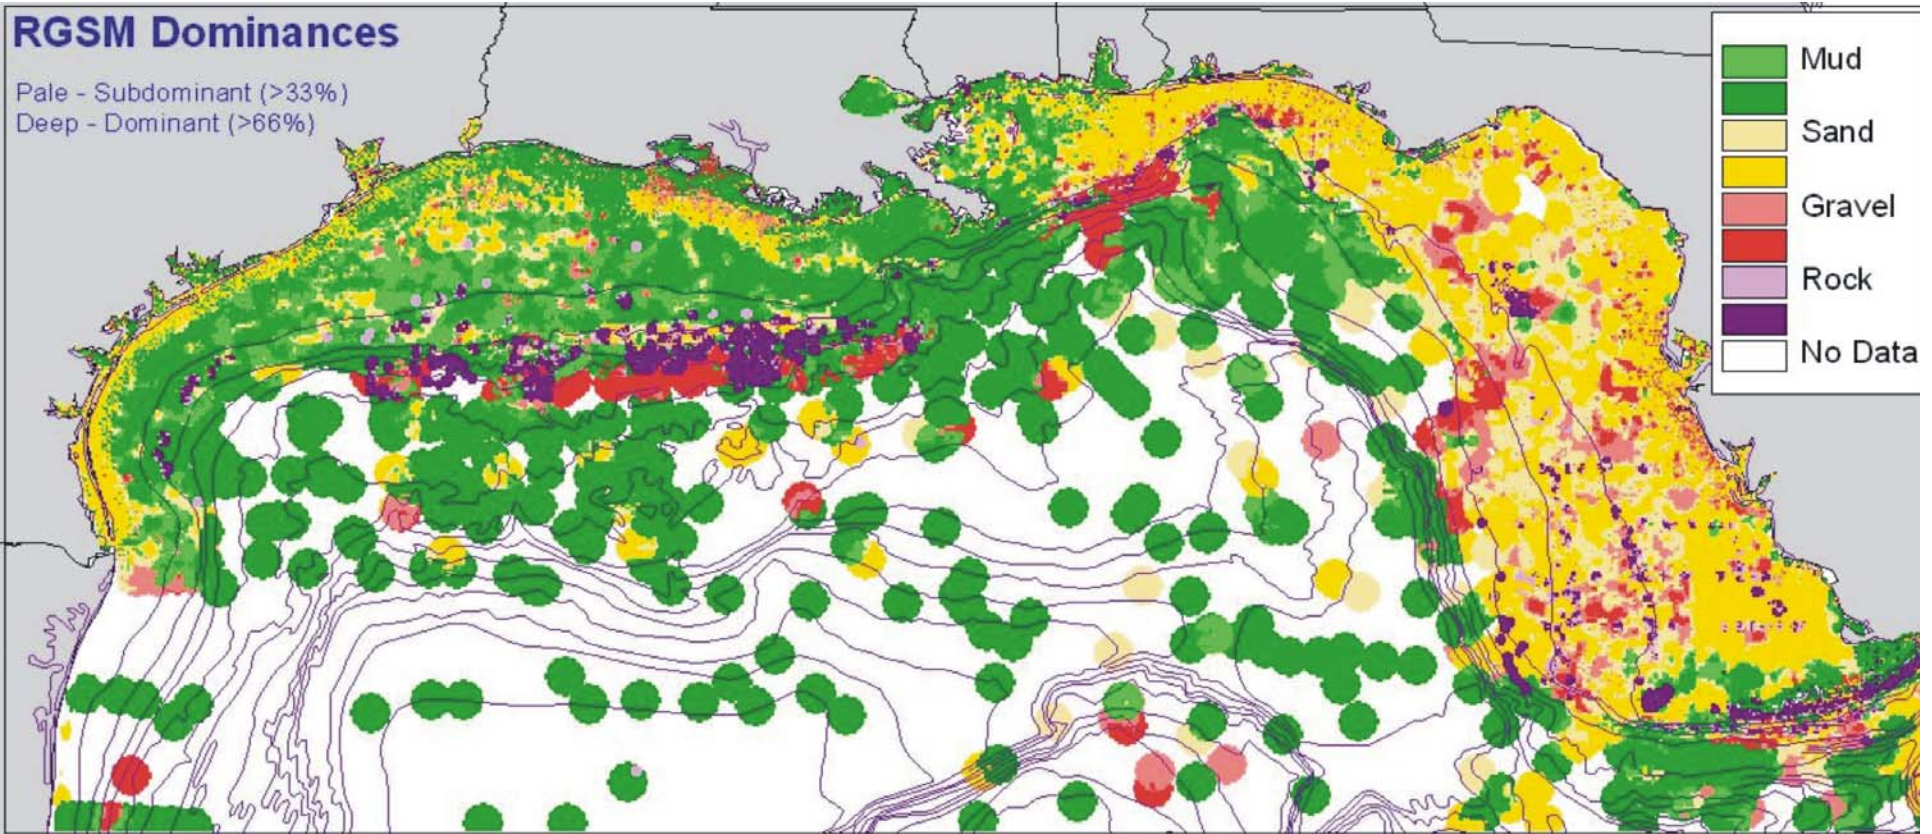 RGSM Dominances
Pale - Subdominant (>33%)
Deep - Dominant (>66%)
Mud
Sand
Gravel
Rock
No Data